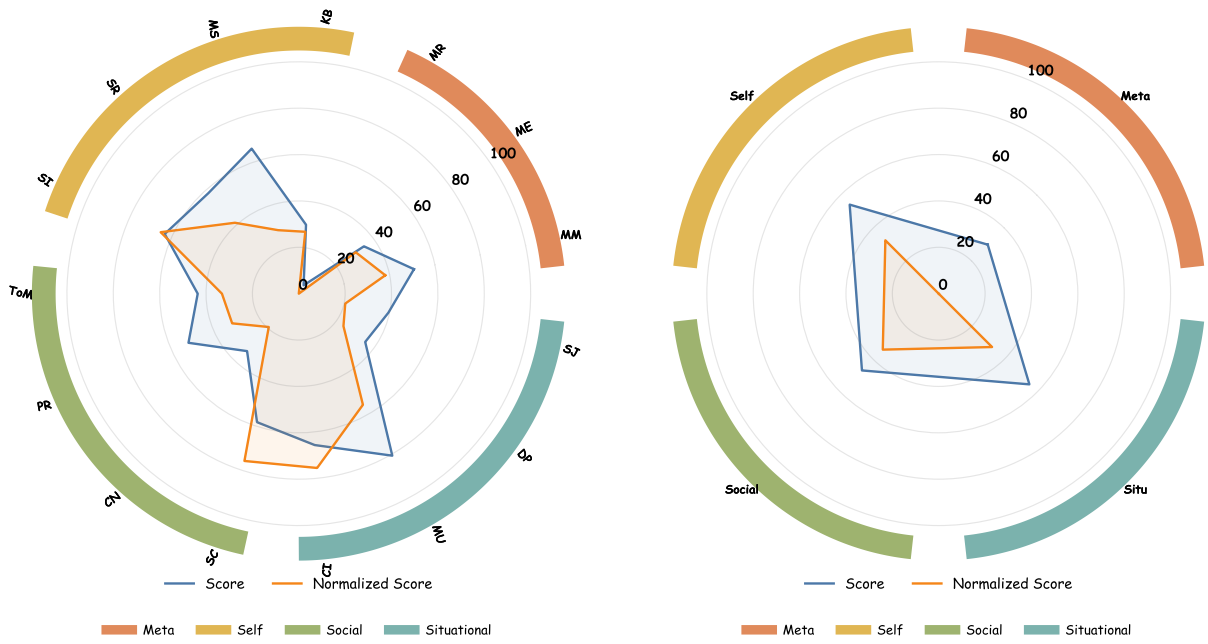 KB
MS
MR
SR
ME
SI
MM
ToM
SJ
PR
DP
CN
MU
SC
CI
100
80
60
40
20
0
Score Normalized Score
Meta Self Social Situational
Self
Meta
Social
Situ
100
80
60
40
20
0
Score Normalized Score
Meta Self Social Situational